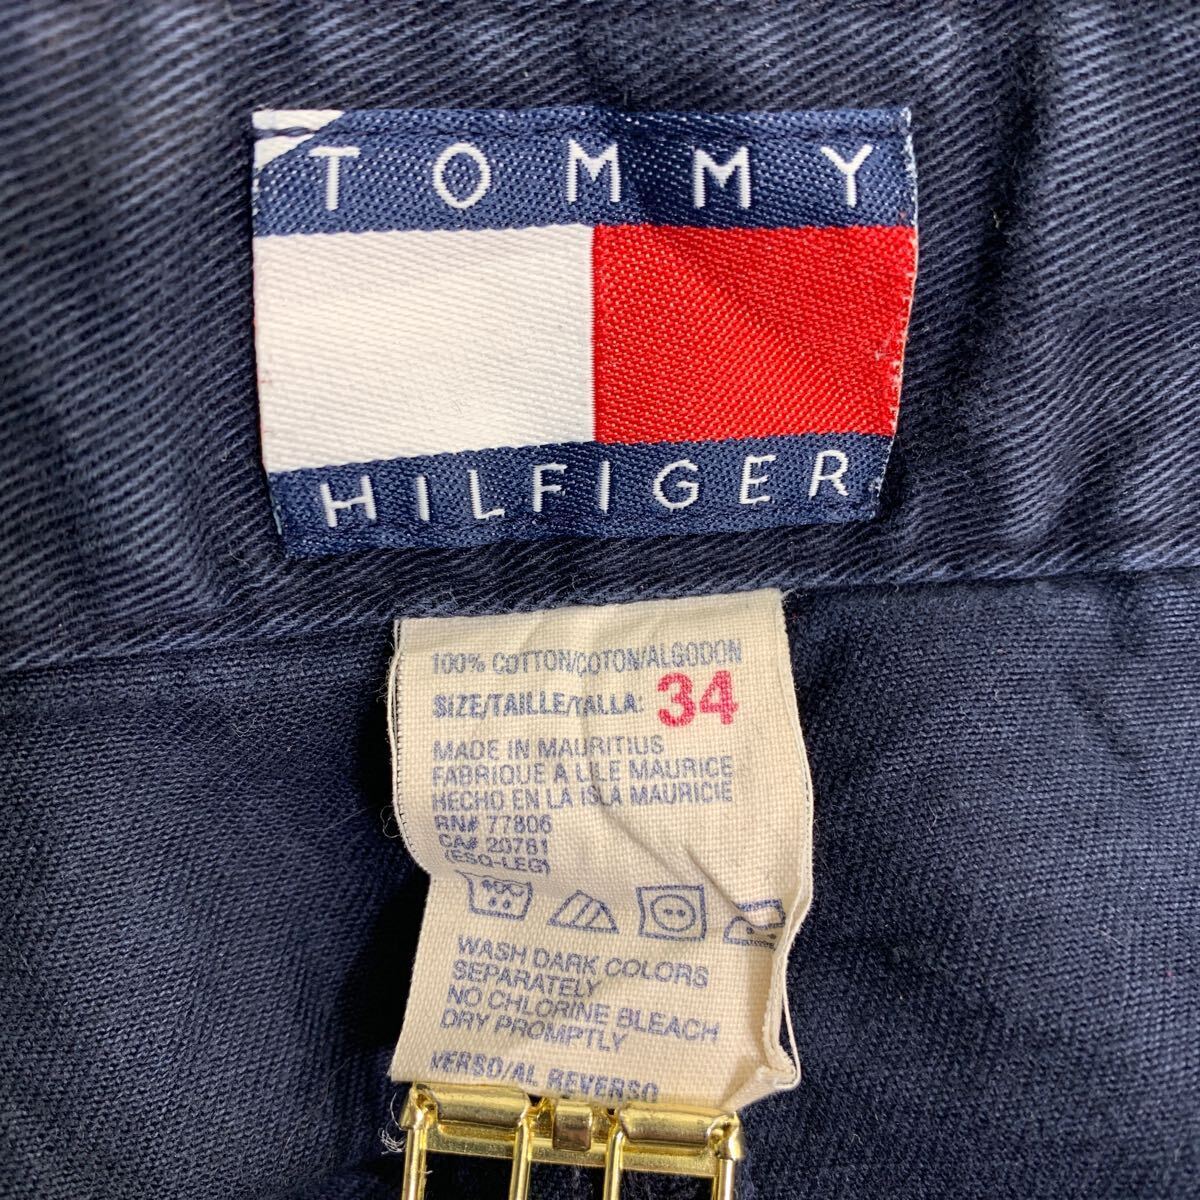 TOMMY
HILFIGER
100% COTTON/COTON/ALGODON
SIZE/TAILLE/TALLA: 34
MADE IN MAURITIUS
FABRIQUE A L'ILE MAURICE
HECHO EN LA ISLA MAURICIE
RN# 77806
CA# 20781
(ESQ-LEG)
WASH DARK COLORS
SEPARATELY
NO CHLORINE BLEACH
DRY PROMPTLY
VERSO/AL REVERSO